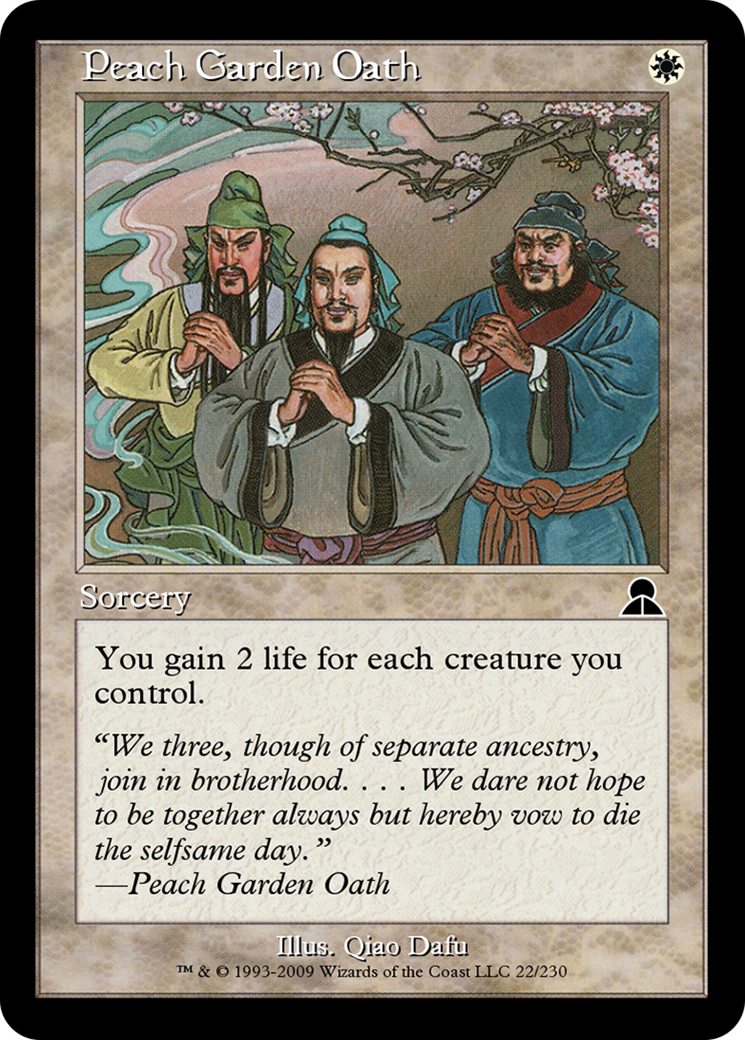 Peach Garden Oath
Sorcery
You gain 2 life for each creature you
control.
“We three, though of separate ancestry,
join in brotherhood. . . . We dare not hope
to be together always but hereby vow to die
the selfsame day.”
—Peach Garden Oath
Illus. Qiao Dafu
™ & © 1993-2009 Wizards of the Coast LLC 22/230